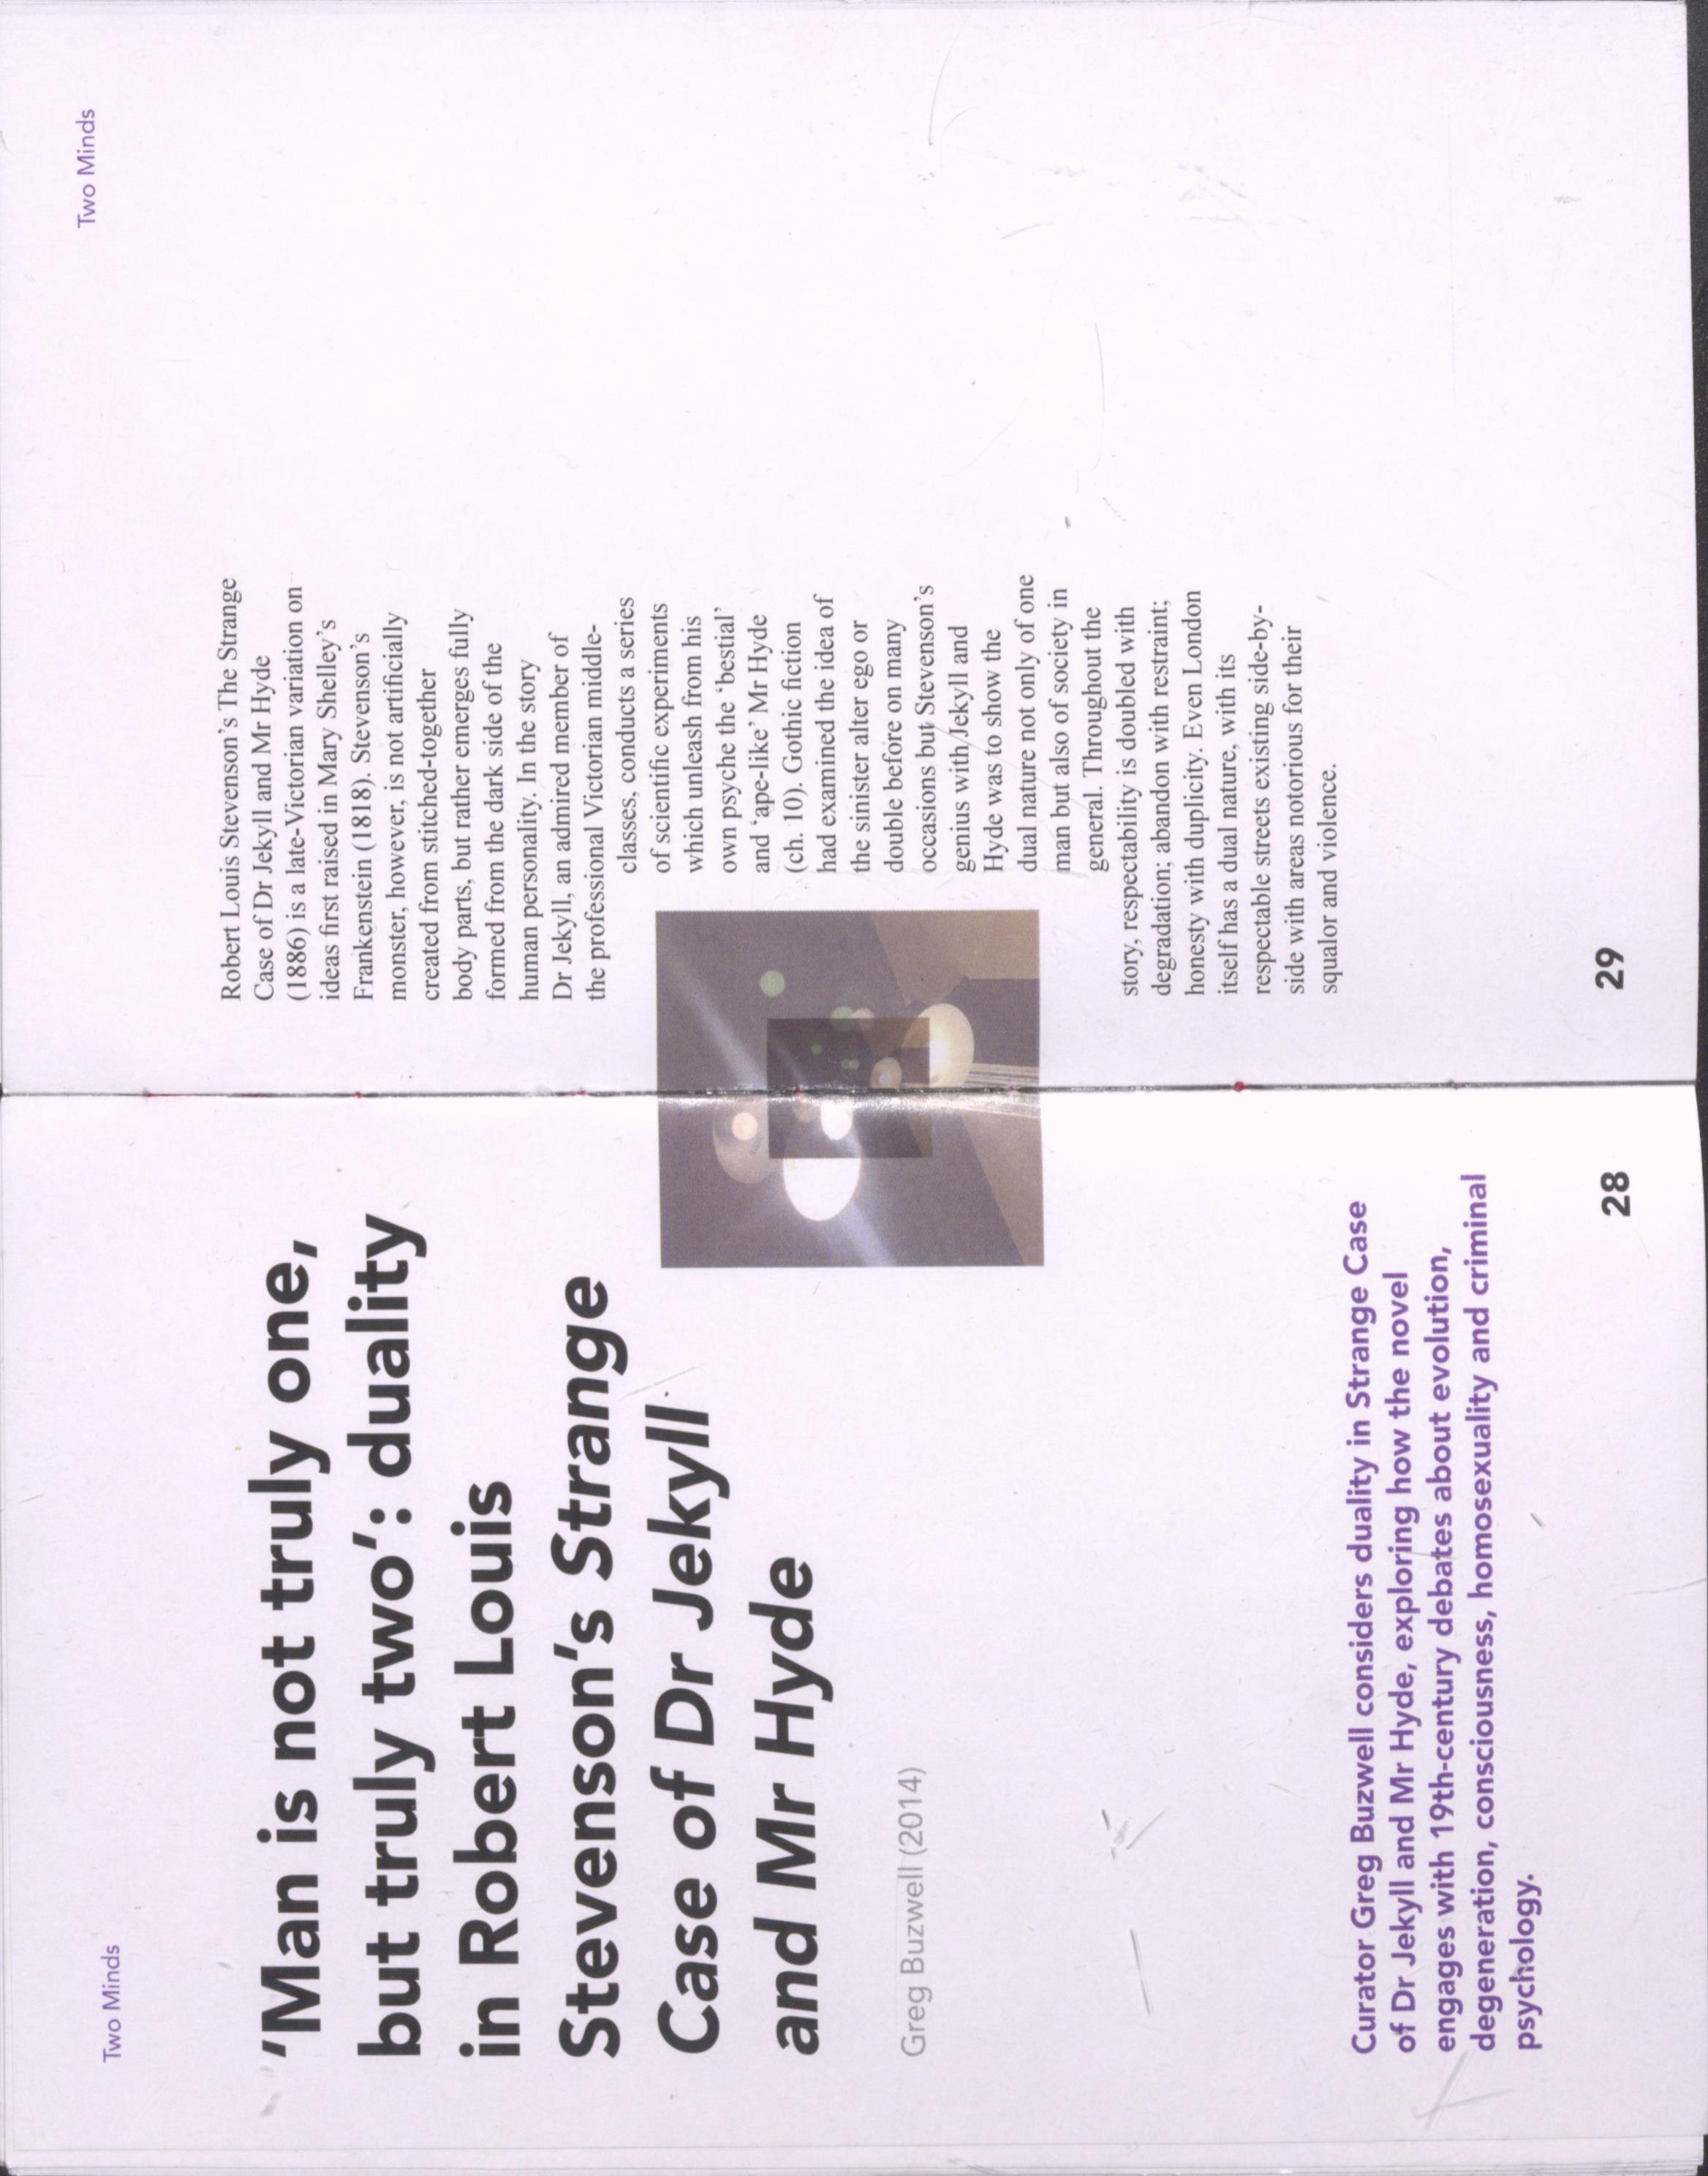 Two Minds
‘Man is not truly one,
but truly two’: duality
in Robert Louis
Stevenson’s Strange
Case of Dr Jekyll
and Mr Hyde
Greg Buzwell (2014)
Curator Greg Buzwell considers duality in Strange Case
of Dr Jekyll and Mr Hyde, exploring how the novel
engages with 19th-century debates about evolution,
degeneration, consciousness, homosexuality and criminal
psychology.
28
Two Minds
Robert Louis Stevenson’s The Strange
Case of Dr Jekyll and Mr Hyde
(1886) is a late-Victorian variation on
ideas first raised in Mary Shelley’s
Frankenstein (1818). Stevenson’s
monster, however, is not artificially
created from stitched-together
body parts, but rather emerges fully
formed from the dark side of the
human personality. In the story
Dr Jekyll, an admired member of
the professional Victorian middle-
classes, conducts a series
of scientific experiments
which unleash from his
own psyche the ‘bestial’
and ‘ape-like’ Mr Hyde
(ch. 10). Gothic fiction
had examined the idea of
the sinister alter ego or
double before on many
occasions but Stevenson’s
genius with Jekyll and
Hyde was to show the
dual nature not only of one
man but also of society in
general. Throughout the
story, respectability is doubled with
degradation; abandon with restraint;
honesty with duplicity. Even London
itself has a dual nature, with its
respectable streets existing side-by-
side with areas notorious for their
squalor and violence.
29